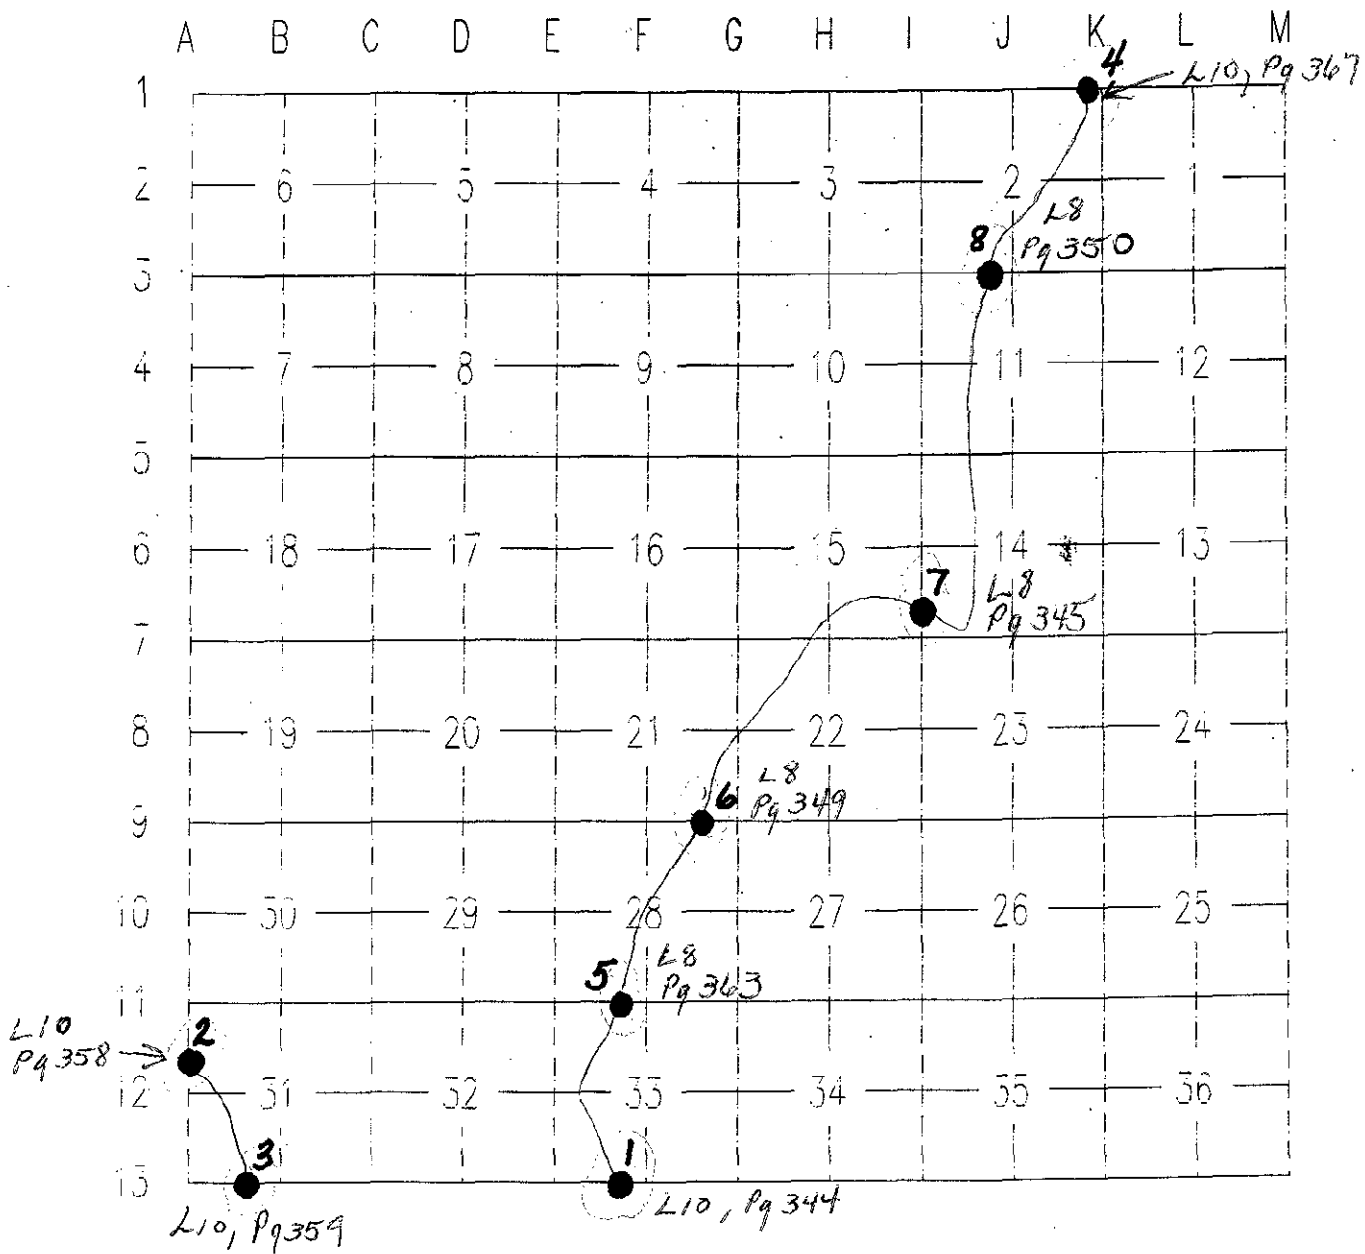 A B C D E F G H I J K L M
4
1 L10, Pg 367
2 6 5 4 3 2 1
L8
8 Pg 350
3
4 7 8 9 10 11 12
5
6 18 17 16 15 14 13
7 L8
Pg 345
7
8 19 20 21 22 23 24
L8
6 Pg 349
9
10 30 29 28 27 26 25
L8
5 Pg 363
11
L10 2
Pg 358
12 31 32 33 34 35 36
3 1
13
L10, Pg 359 L10, Pg 344